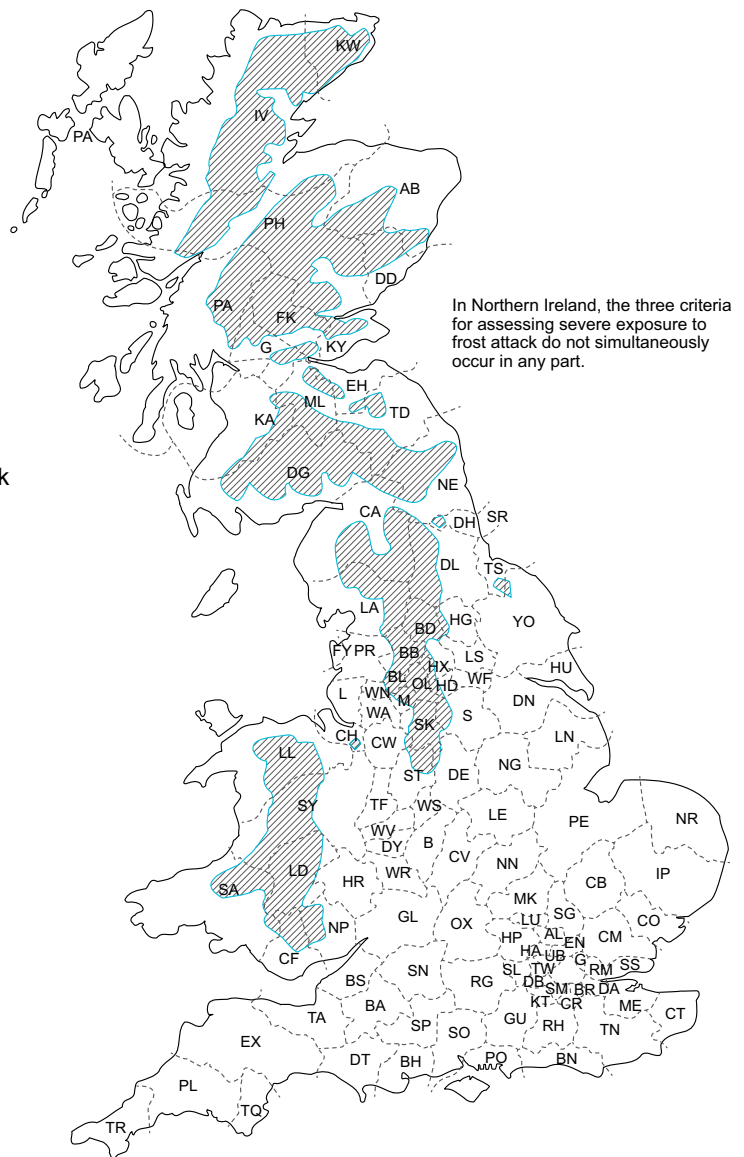 KW
IV
PA
AB
PH
DD
PA
FK
In Northern Ireland, the three criteria
for assessing severe exposure to
frost attack do not simultaneously
occur in any part.
G
KY
EH
ML
TD
KA
k
DG
NE
CA
DH
SR
DL
TS
LA
HG
YO
BD
FY
PR
BB
LS
HX
HU
BL
OL
HD
WF
L
WN
M
WA
S
DN
SK
CH
CW
LN
LL
ST
DE
NG
SY
TF
WS
LE
PE
NR
WV
DY
B
CV
NN
LD
HR
WR
CB
IP
SA
MK
NP
GL
OX
LU
SG
CO
HP
AL
EN
CM
CF
HA
UB
G
SS
BS
SN
RG
SL
TW
RM
DB
SM
BR
DA
BA
KT
CR
ME
CT
TA
SP
SO
GU
RH
TN
EX
DT
BH
PO
BN
PL
TQ
TR